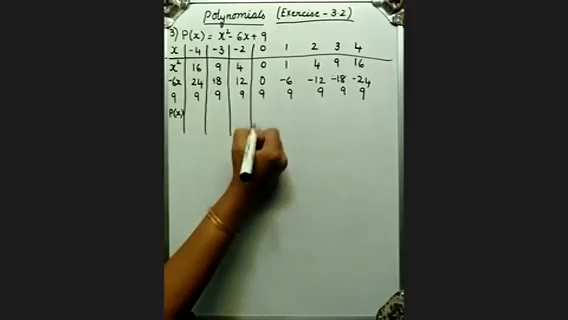 Polynomials (Exercise - 3.2)
3) P(x) = x² - 6x + 9
x -4 -3 -2 0 1 2 3 4
x² 16 9 4 0 1 4 9 16
-6x 24 18 12 0 -6 -12 -18 -24
9 9 9 9 9 9 9 9 9
P(x)